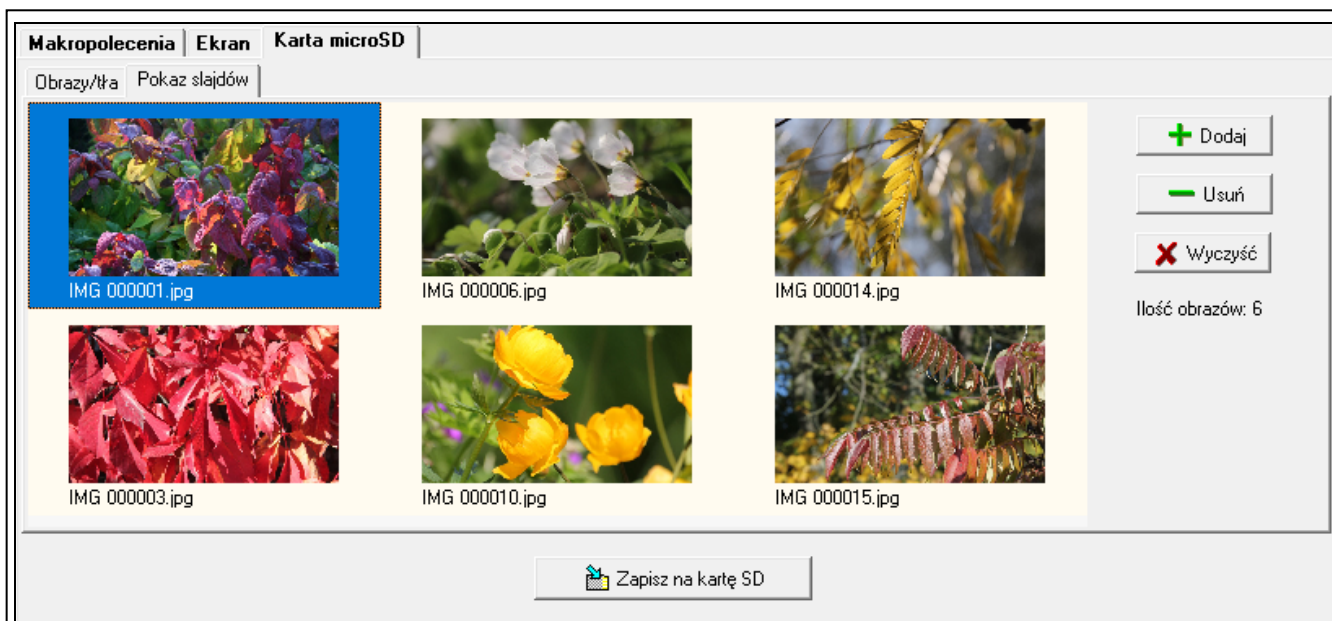 Makropolecenia Ekran Karta microSD
Obrazy/tła Pokaz slajdów
IMG 000001.jpg IMG 000006.jpg IMG 000014.jpg
IMG 000003.jpg IMG 000010.jpg IMG 000015.jpg
Dodaj
Usuń
Wyczyść
Ilość obrazów: 6
Zapisz na kartę SD